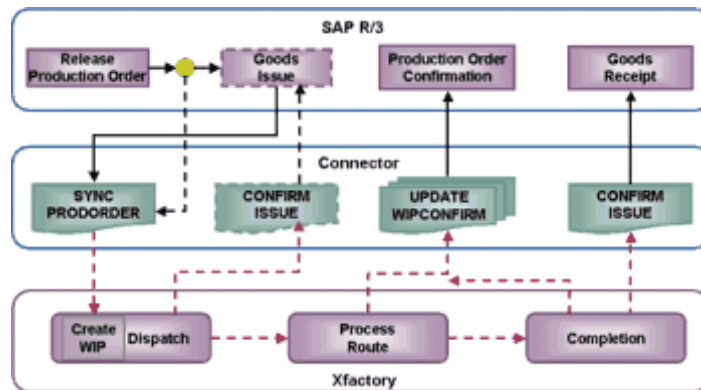 SAP R/3
Release
Production Order
Goods
Issue
Production Order
Confirmation
Goods
Receipt
Connector
SYNC
PRODORDER
CONFIRM
ISSUE
UPDATE
WIPCONFIRM
CONFIRM
ISSUE
Create
WIP
Dispatch
Process
Route
Completion
Xfactory